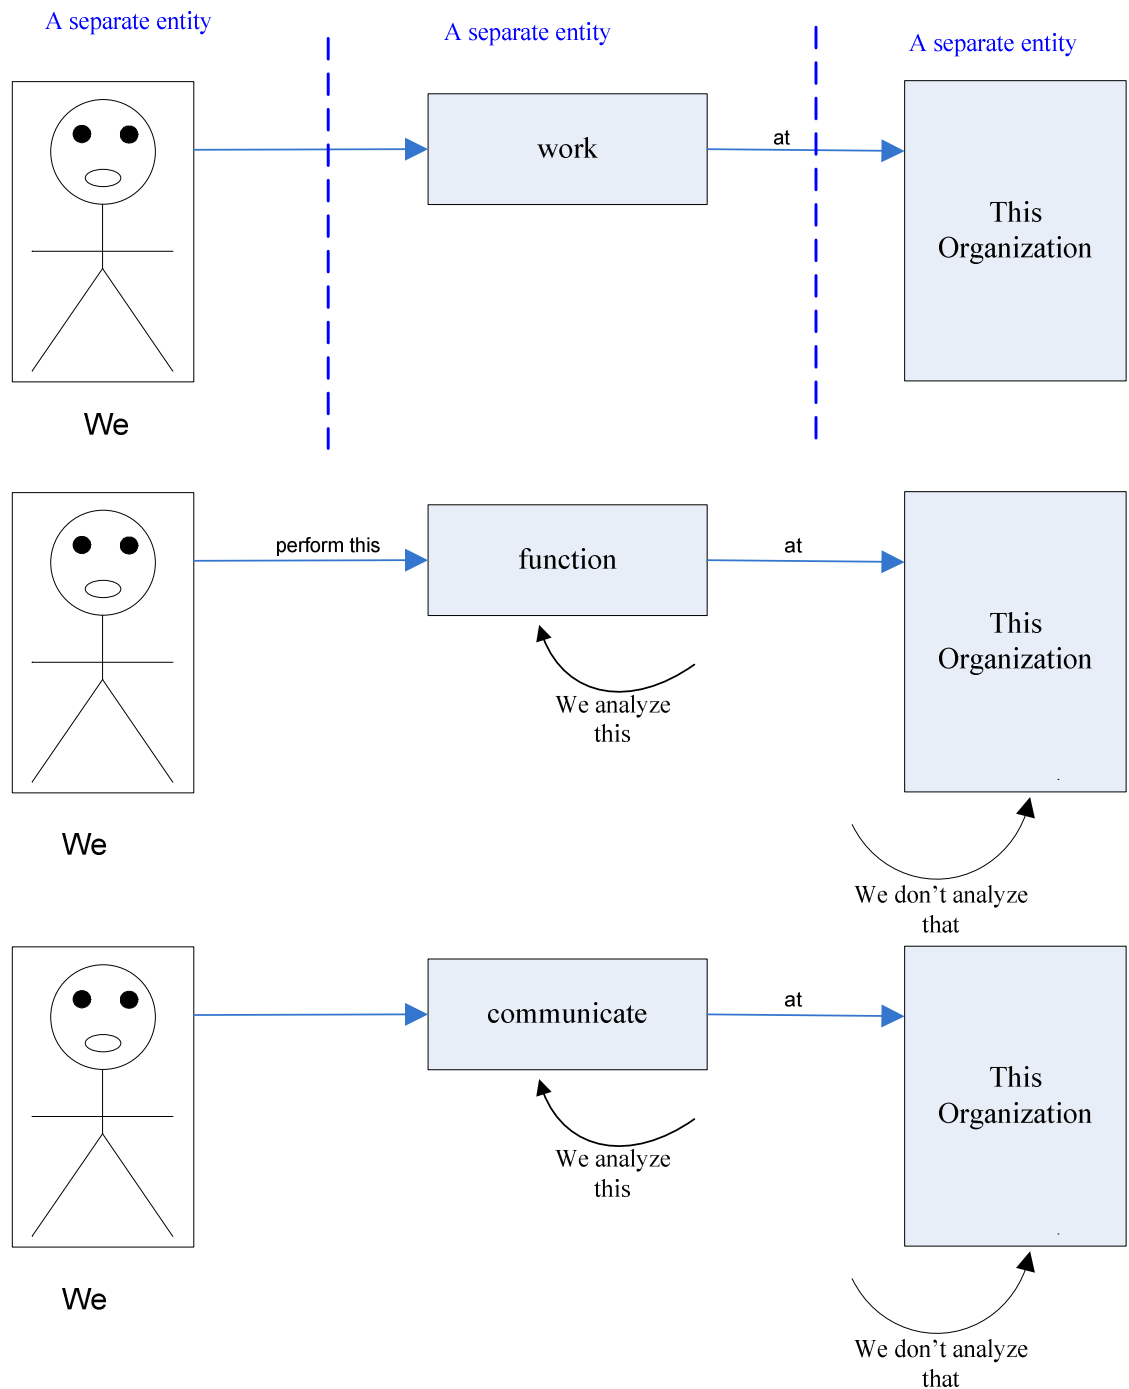 A separate entity
A separate entity
A separate entity
work
at
This
Organization
We
perform this
function
at
This
Organization
We analyze
this
We
We don't analyze
that
communicate
at
This
Organization
We analyze
this
We
We don't analyze
that